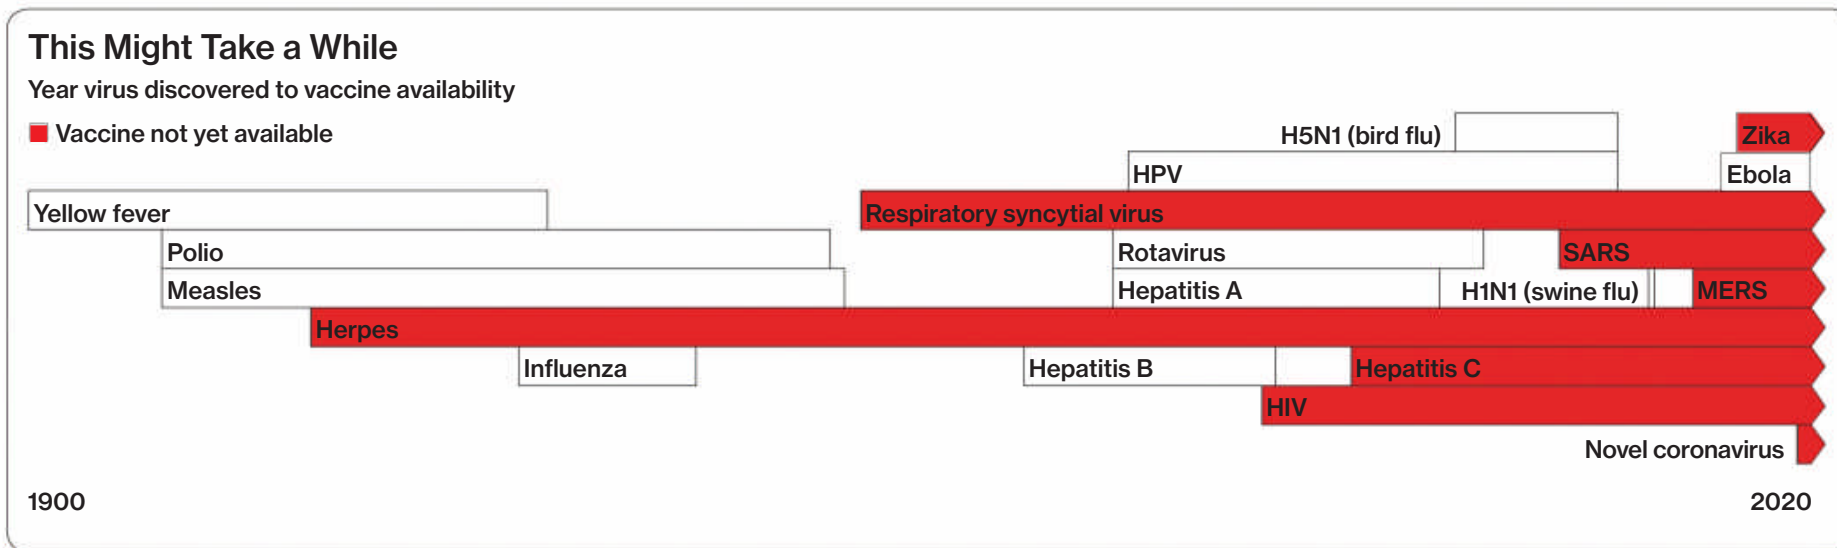 This Might Take a While
Year virus discovered to vaccine availability
Vaccine not yet available
H5N1 (bird flu)
Zika
HPV
Ebola
Yellow fever
Respiratory syncytial virus
Polio
Rotavirus
SARS
Measles
Hepatitis A
H1N1 (swine flu)
MERS
Herpes
Influenza
Hepatitis B
Hepatitis C
HIV
Novel coronavirus
1900
2020